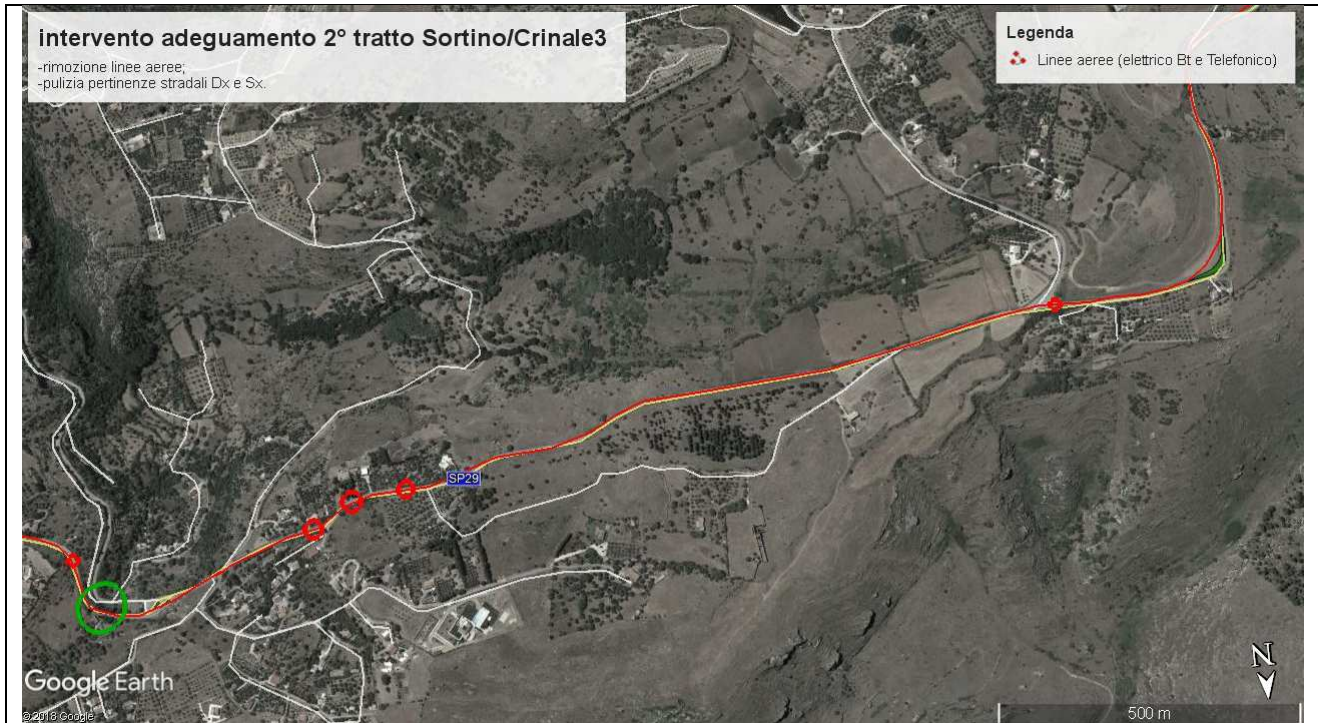 intervento adeguamento 2° tratto Sortino/Crinale3
-rimozione linee aeree;
-pulizia pertinenze stradali Dx e Sx.
Legenda
Linee aeree (elettrico Bt e Telefonico)
SP29
Google Earth
© 2018 Google
N
500 m